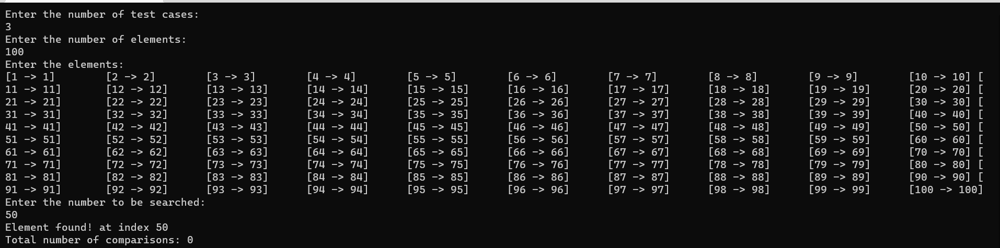 Enter the number of test cases:
3
Enter the number of elements:
100
Enter the elements:
[1 -> 1] [2 -> 2] [3 -> 3] [4 -> 4] [5 -> 5] [6 -> 6] [7 -> 7] [8 -> 8] [9 -> 9] [10 -> 10] [
11 -> 11] [12 -> 12] [13 -> 13] [14 -> 14] [15 -> 15] [16 -> 16] [17 -> 17] [18 -> 18] [19 -> 19] [20 -> 20] [
21 -> 21] [22 -> 22] [23 -> 23] [24 -> 24] [25 -> 25] [26 -> 26] [27 -> 27] [28 -> 28] [29 -> 29] [30 -> 30] [
31 -> 31] [32 -> 32] [33 -> 33] [34 -> 34] [35 -> 35] [36 -> 36] [37 -> 37] [38 -> 38] [39 -> 39] [40 -> 40] [
41 -> 41] [42 -> 42] [43 -> 43] [44 -> 44] [45 -> 45] [46 -> 46] [47 -> 47] [48 -> 48] [49 -> 49] [50 -> 50] [
51 -> 51] [52 -> 52] [53 -> 53] [54 -> 54] [55 -> 55] [56 -> 56] [57 -> 57] [58 -> 58] [59 -> 59] [60 -> 60] [
61 -> 61] [62 -> 62] [63 -> 63] [64 -> 64] [65 -> 65] [66 -> 66] [67 -> 67] [68 -> 68] [69 -> 69] [70 -> 70] [
71 -> 71] [72 -> 72] [73 -> 73] [74 -> 74] [75 -> 75] [76 -> 76] [77 -> 77] [78 -> 78] [79 -> 79] [80 -> 80] [
81 -> 81] [82 -> 82] [83 -> 83] [84 -> 84] [85 -> 85] [86 -> 86] [87 -> 87] [88 -> 88] [89 -> 89] [90 -> 90] [
91 -> 91] [92 -> 92] [93 -> 93] [94 -> 94] [95 -> 95] [96 -> 96] [97 -> 97] [98 -> 98] [99 -> 99] [100 -> 100]
Enter the number to be searched:
50
Element found! at index 50
Total number of comparisons: 0